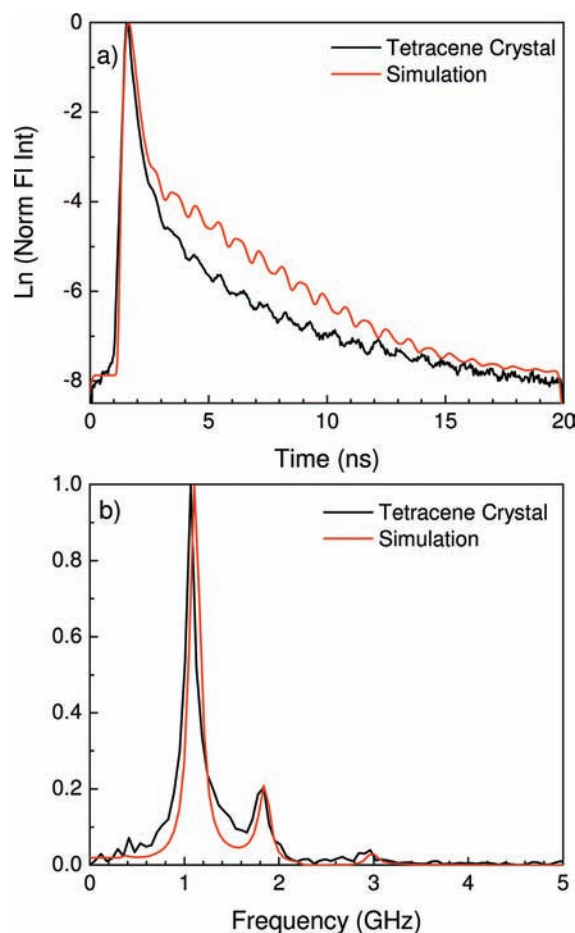 0
a)
Tetracene Crystal
Simulation
-2
-4
-6
-8
Ln (Norm Fl Int)
0 5 10 15 20
Time (ns)
1.0
b)
Tetracene Crystal
Simulation
0.8
0.6
0.4
0.2
0.0
0 1 2 3 4 5
Frequency (GHz)